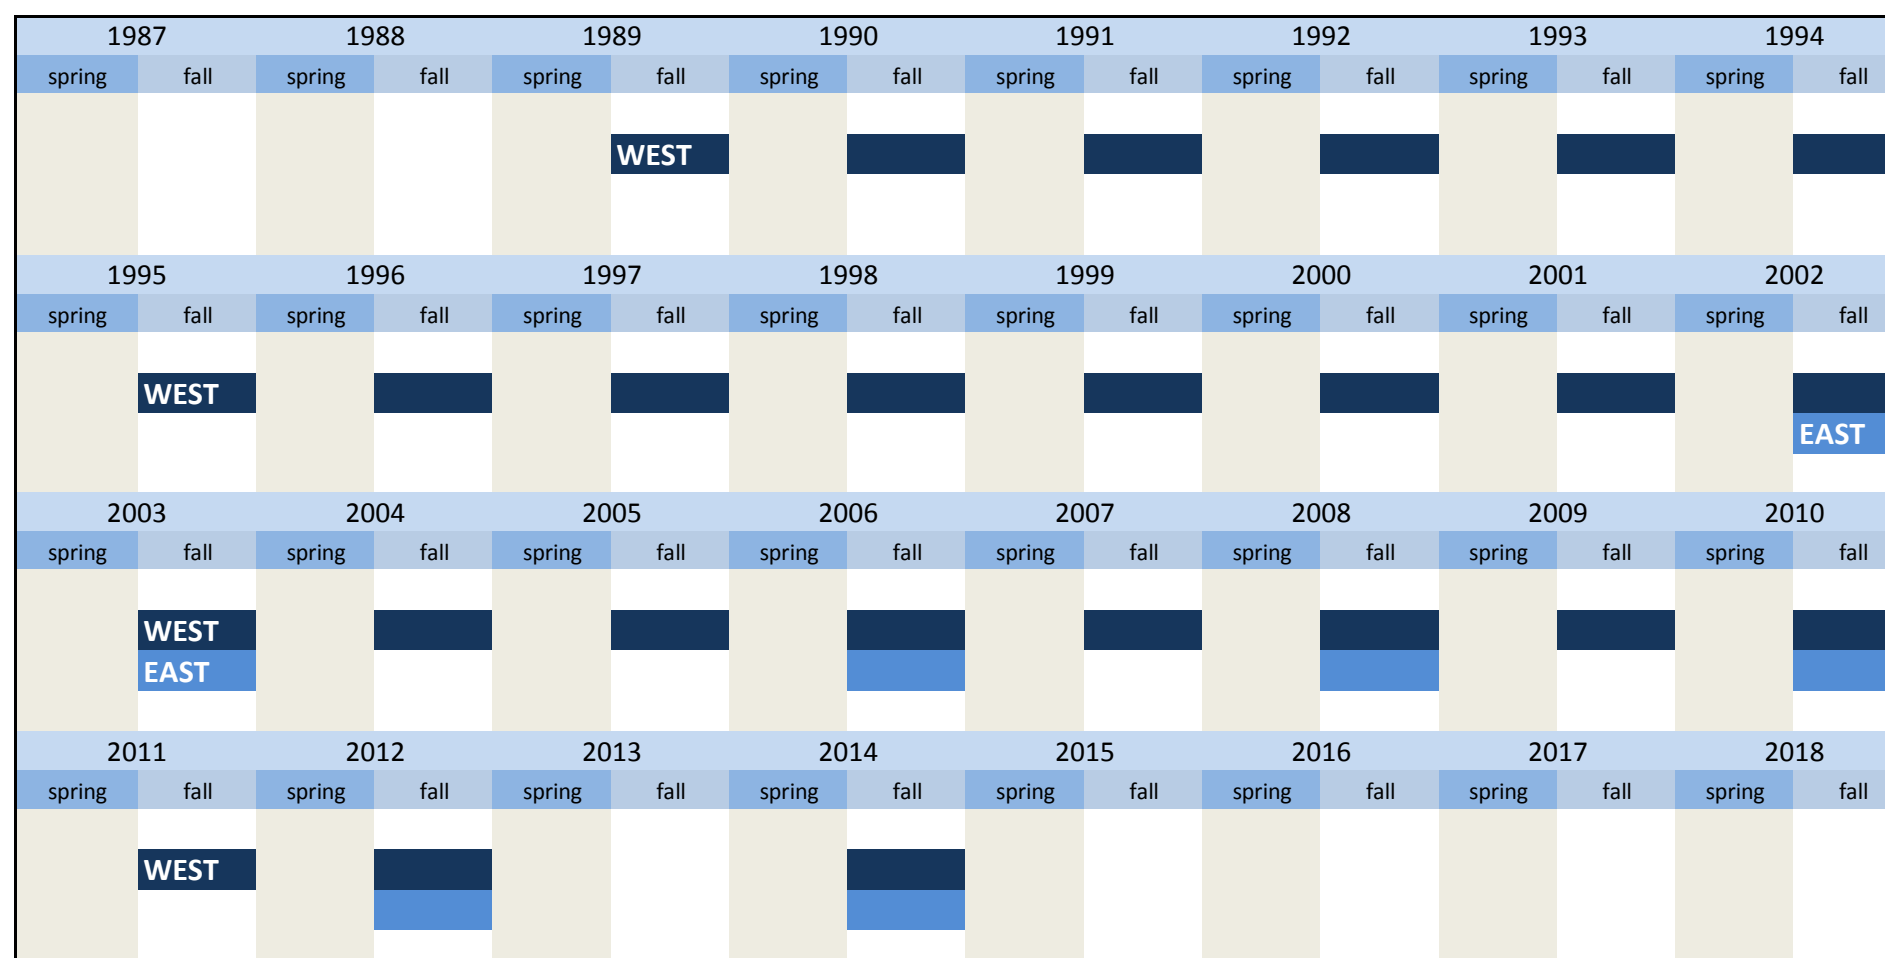 1987 1988 1989 1990 1991 1992 1993 1994
spring fall spring fall spring fall spring fall spring fall spring fall spring fall spring fall
WEST
1995 1996 1997 1998 1999 2000 2001 2002
spring fall spring fall spring fall spring fall spring fall spring fall spring fall spring fall
WEST
EAST
2003 2004 2005 2006 2007 2008 2009 2010
spring fall spring fall spring fall spring fall spring fall spring fall spring fall spring fall
WEST
EAST
2011 2012 2013 2014 2015 2016 2017 2018
spring fall spring fall spring fall spring fall spring fall spring fall spring fall spring fall
WEST